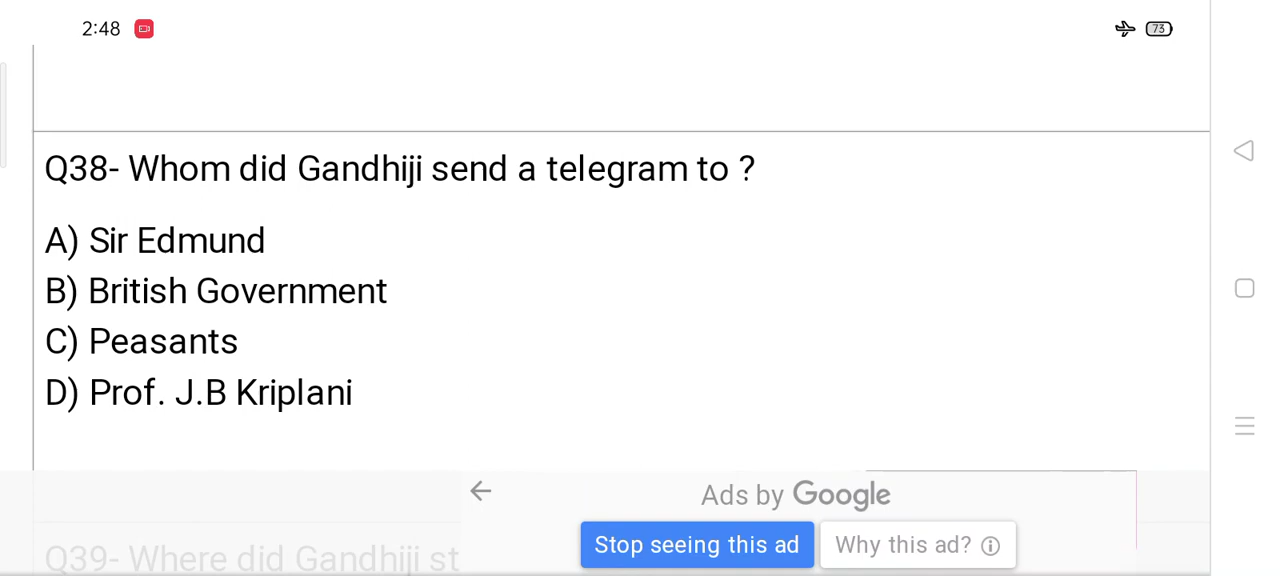 2:48
73
Q38- Whom did Gandhiji send a telegram to ?
A) Sir Edmund
B) British Government
C) Peasants
D) Prof. J.B Kriplani
Ads by Google
Stop seeing this ad
Why this ad?
Q39- Where did Gandhiji st